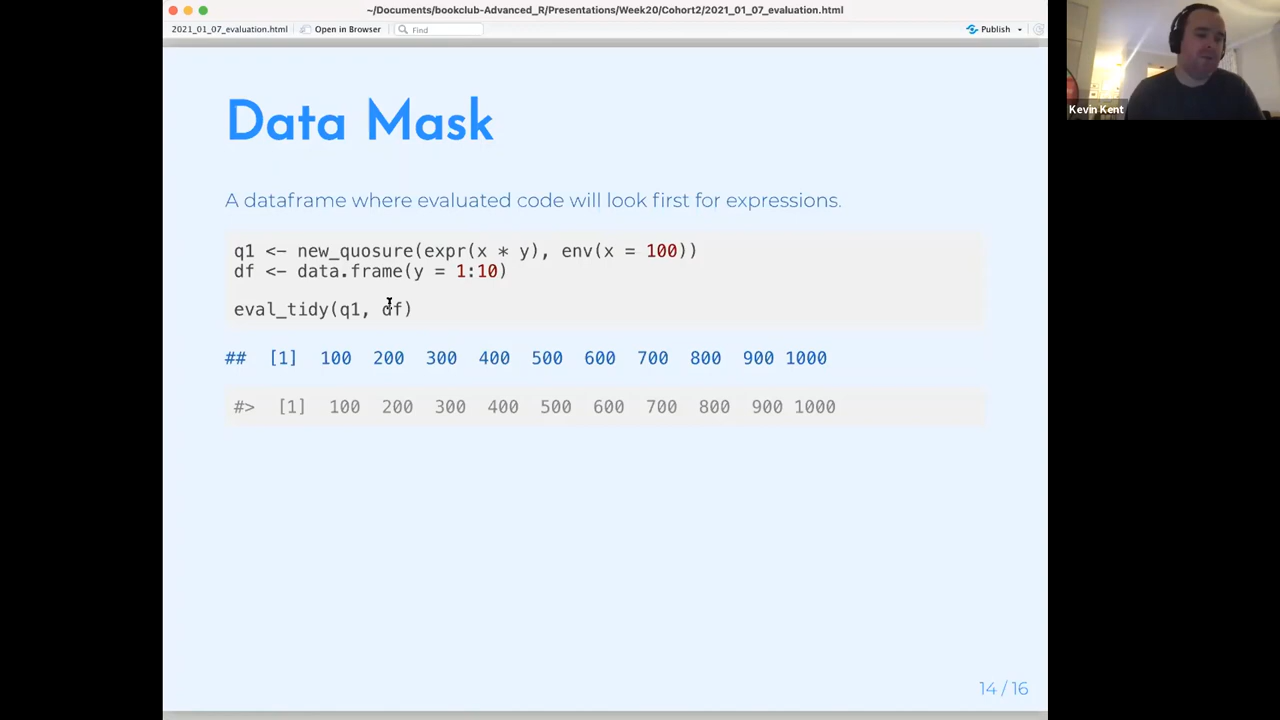 ~/Documents/bookclub-Advanced_R/Presentations/Week20/Cohort2/2021_01_07_evaluation.html
2021_01_07_evaluation.html Open in Browser Find Publish
Kevin Kent
Data Mask
A dataframe where evaluated code will look first for expressions.
q1 <- new_quosure(expr(x * y), env(x = 100))
df <- data.frame(y = 1:10)
eval_tidy(q1, df)
## [1] 100 200 300 400 500 600 700 800 900 1000
#> [1] 100 200 300 400 500 600 700 800 900 1000
14 / 16